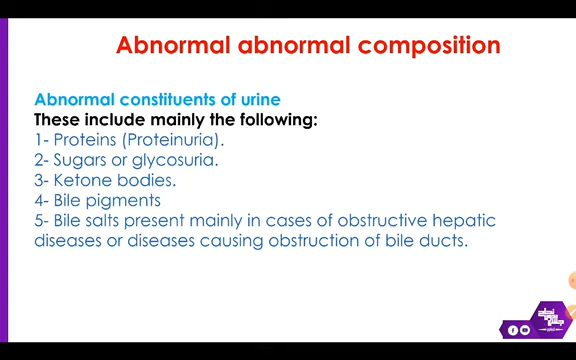 Abnormal abnormal composition
Abnormal constituents of urine
These include mainly the following:
1- Proteins (Proteinuria).
2- Sugars or glycosuria.
3- Ketone bodies.
4- Bile pigments
5- Bile salts present mainly in cases of obstructive hepatic
diseases or diseases causing obstruction of bile ducts.